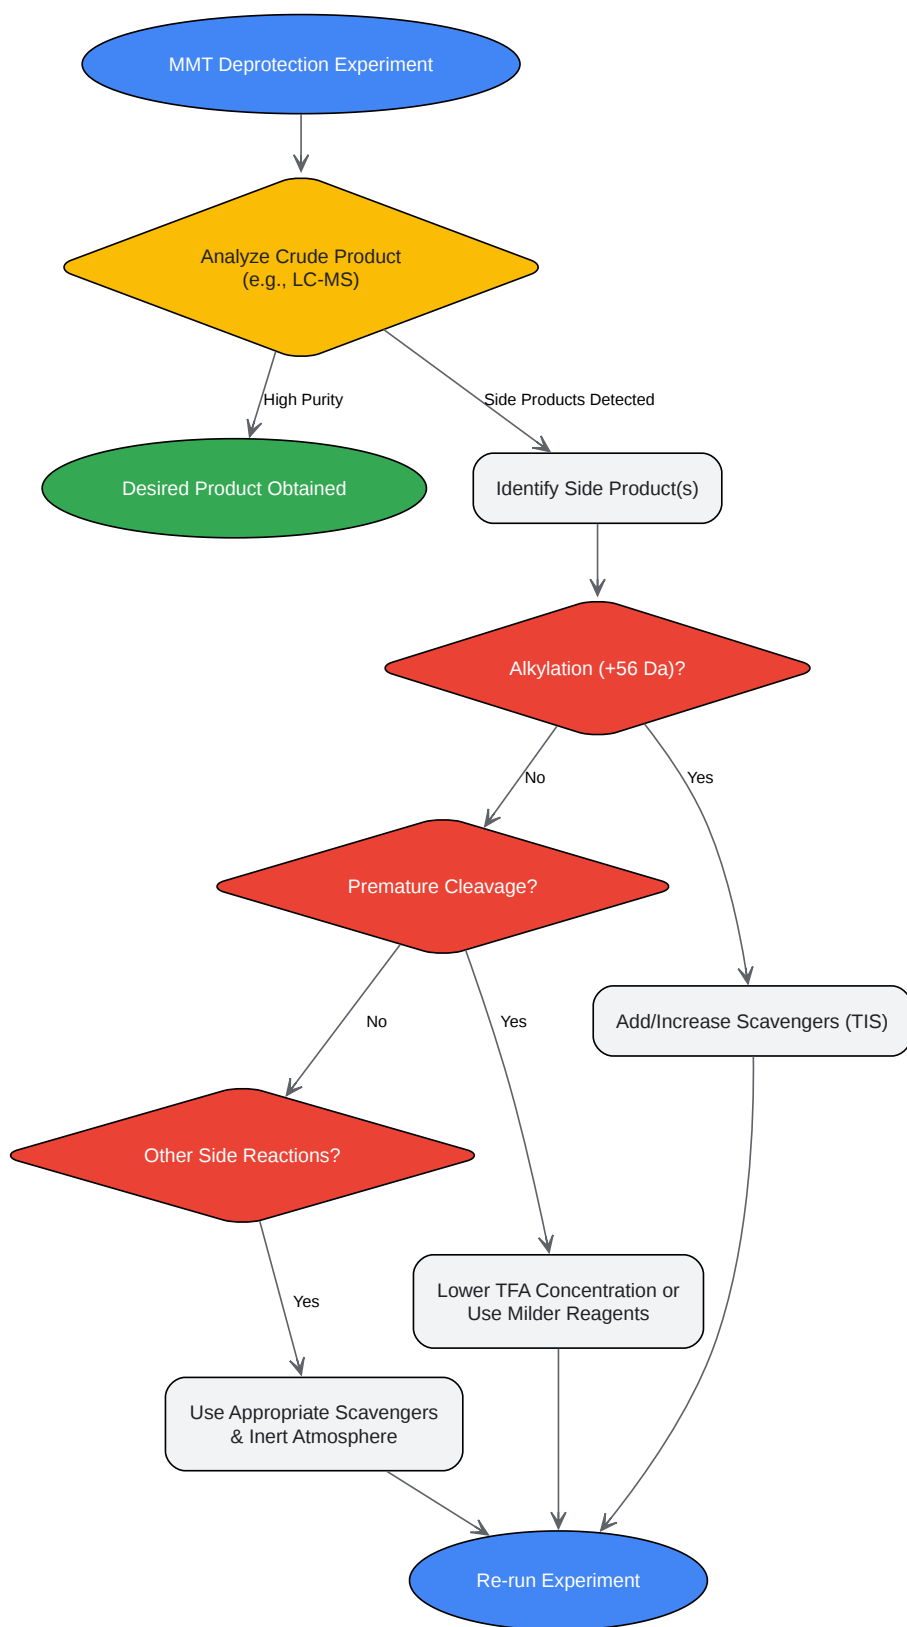 MMT Deprotection Experiment
Analyze Crude Product
(e.g., LC-MS)
High Purity
Side Products Detected
Desired Product Obtained
Identify Side Product(s)
Alkylation (+56 Da)?
No
Yes
Premature Cleavage?
No
Yes
Add/Increase Scavengers (TIS)
Other Side Reactions?
Yes
Lower TFA Concentration or
Use Milder Reagents
Use Appropriate Scavengers
& Inert Atmosphere
Re-run Experiment